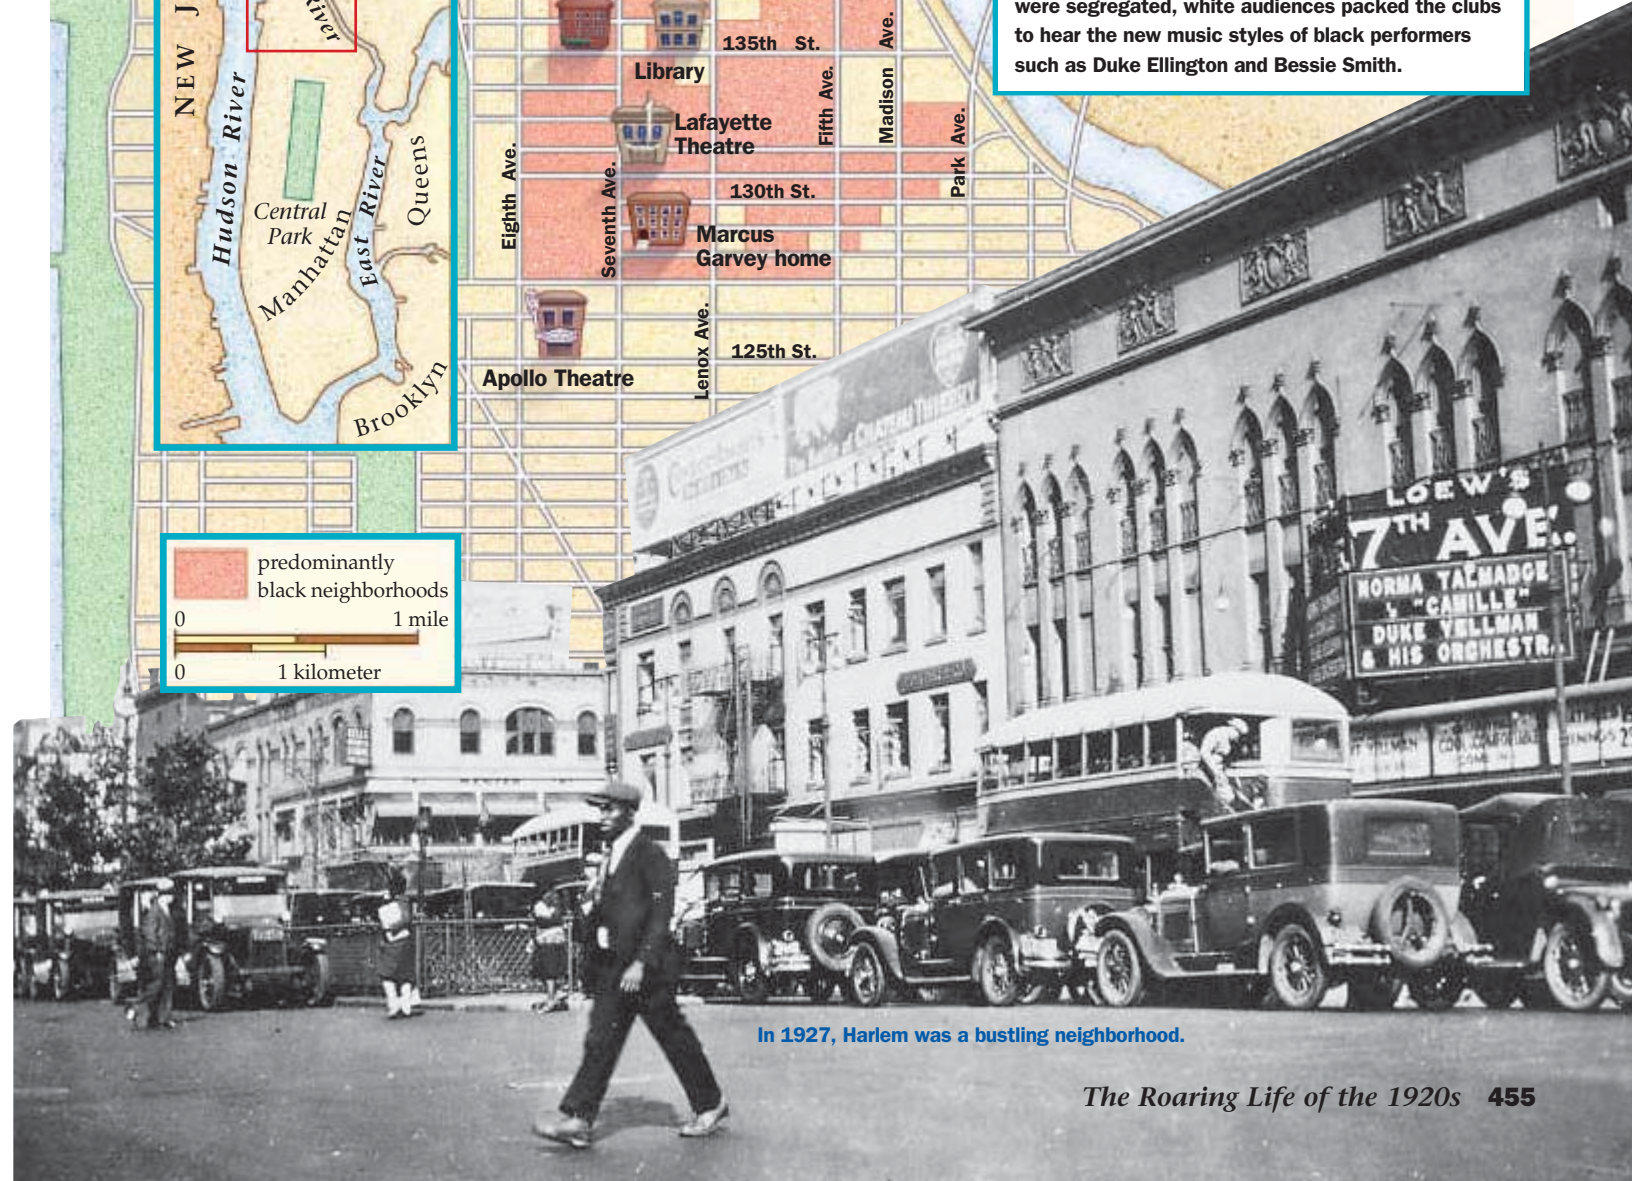 were segregated, white audiences packed the clubs
to hear the new music styles of black performers
such as Duke Ellington and Bessie Smith.
NEW J
River
Hudson River
Central
Park
Manhattan
East River
Queens
Brooklyn
135th St.
Library
Lafayette
Theatre
Fifth Ave.
Madison Ave.
Park Ave.
Eighth Ave.
Seventh Ave.
130th St.
Marcus
Garvey home
Lenox Ave.
125th St.
Apollo Theatre
predominantly
black neighborhoods
0 1 mile
0 1 kilometer
LOEW'S
7TH AVE.
NORMA TALMADGE
"CAMILLE"
DUKE YELLMAN
& HIS ORCHESTR
In 1927, Harlem was a bustling neighborhood.
The Roaring Life of the 1920s 455